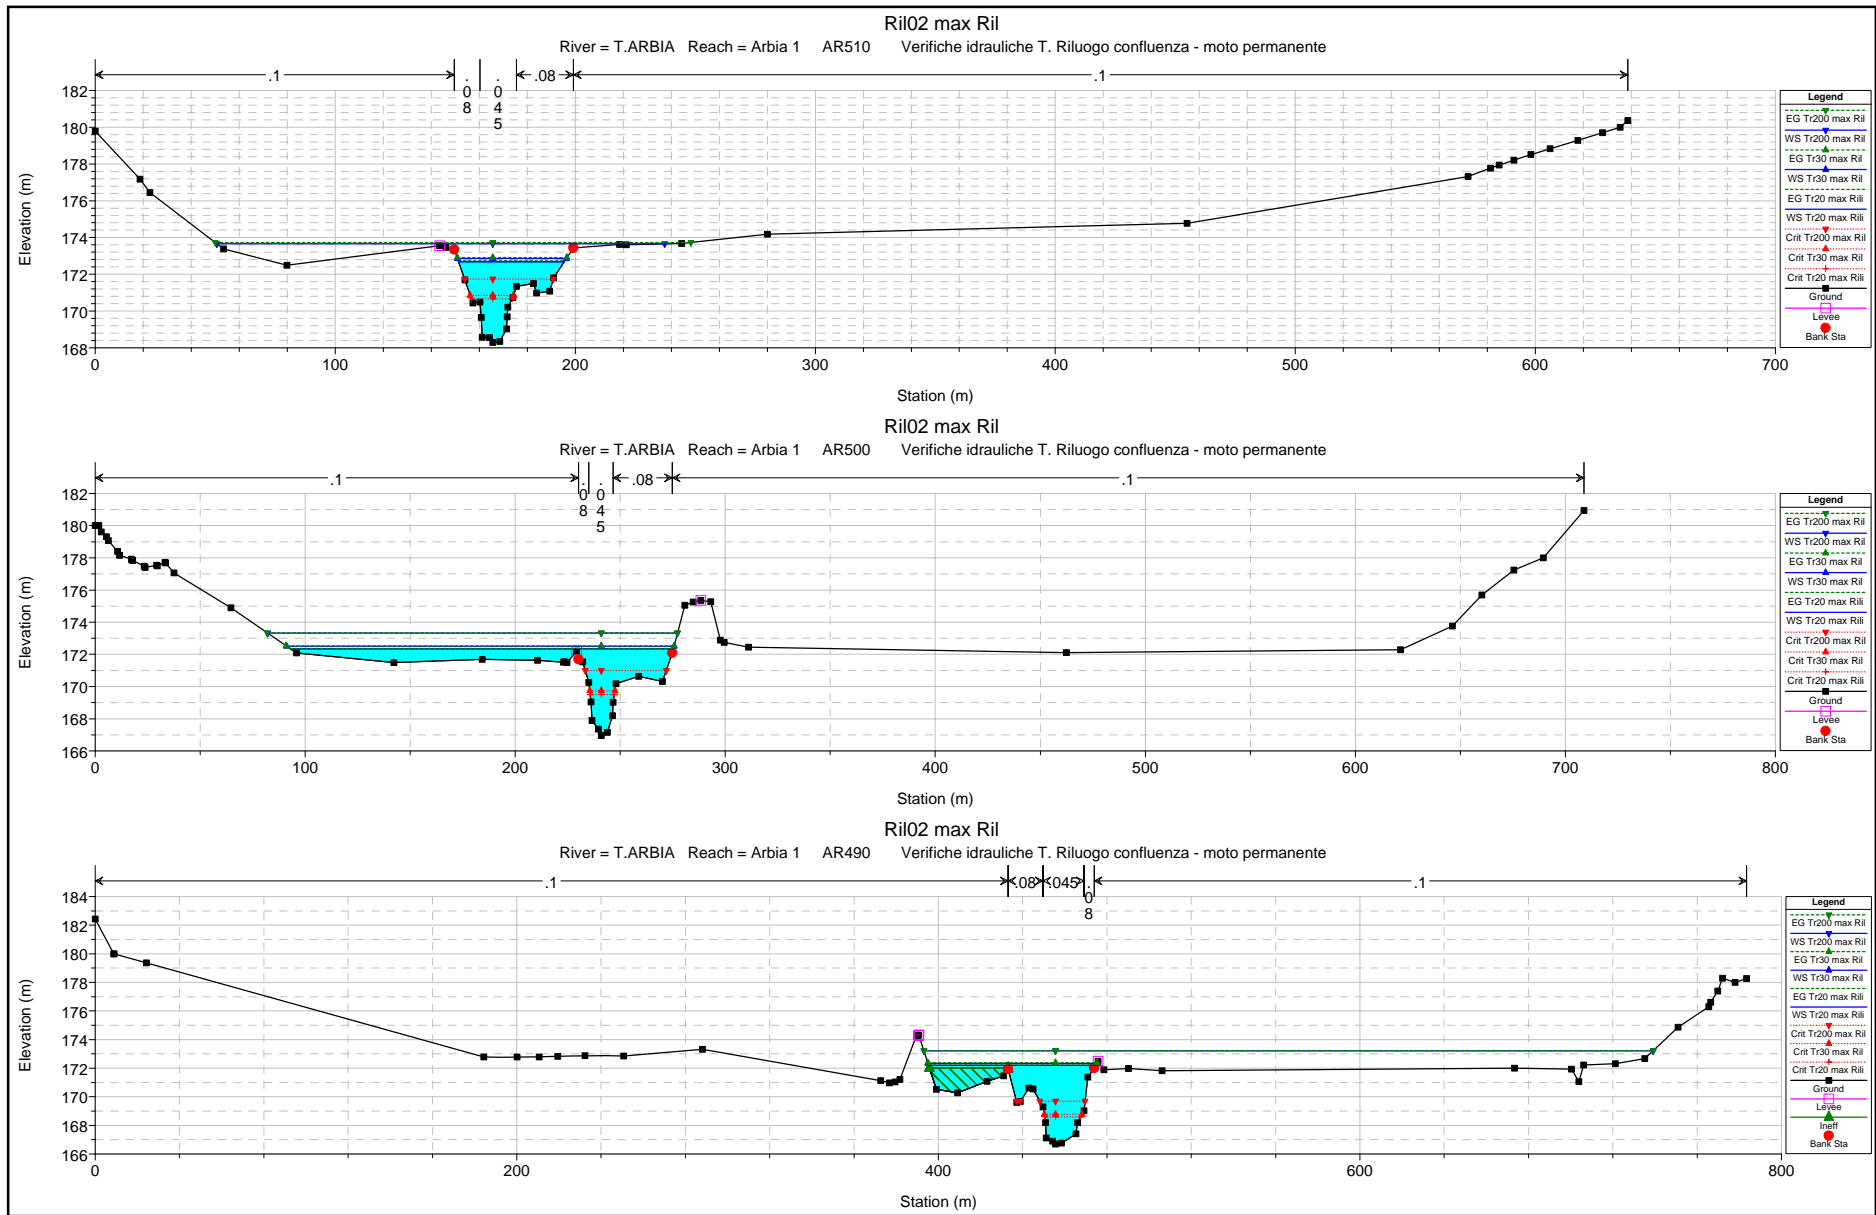 Ril02 max Ril
River = T.ARBIA Reach = Arbia 1 AR510 Verifiche idrauliche T. Riluogo confluenza - moto permanente
.1 .08 .045 .08 .1
182
180
178
176
174
172
170
168
Elevation (m)
0 100 200 300 400 500 600 700
Station (m)
Legend
EG Tr200 max Ril
WS Tr200 max Ril
EG Tr30 max Ril
WS Tr30 max Ril
EG Tr20 max Rili
WS Tr20 max Rili
Crit Tr200 max Ril
Crit Tr30 max Ril
Crit Tr20 max Rili
Ground
Levee
Bank Sta
Ril02 max Ril
River = T.ARBIA Reach = Arbia 1 AR500 Verifiche idrauliche T. Riluogo confluenza - moto permanente
.1 .08 .045 .08 .1
182
180
178
176
174
172
170
168
166
Elevation (m)
0 100 200 300 400 500 600 700 800
Station (m)
Legend
EG Tr200 max Ril
WS Tr200 max Ril
EG Tr30 max Ril
WS Tr30 max Ril
EG Tr20 max Rili
WS Tr20 max Rili
Crit Tr200 max Ril
Crit Tr30 max Ril
Crit Tr20 max Rili
Ground
Levee
Bank Sta
Ril02 max Ril
River = T.ARBIA Reach = Arbia 1 AR490 Verifiche idrauliche T. Riluogo confluenza - moto permanente
.1 .08 .045 .08 .1
184
182
180
178
176
174
172
170
168
166
Elevation (m)
0 200 400 600 800
Station (m)
Legend
EG Tr200 max Ril
WS Tr200 max Ril
EG Tr30 max Ril
WS Tr30 max Ril
EG Tr20 max Rili
WS Tr20 max Rili
Crit Tr200 max Ril
Crit Tr30 max Ril
Crit Tr20 max Rili
Ground
Levee
Ineff
Bank Sta